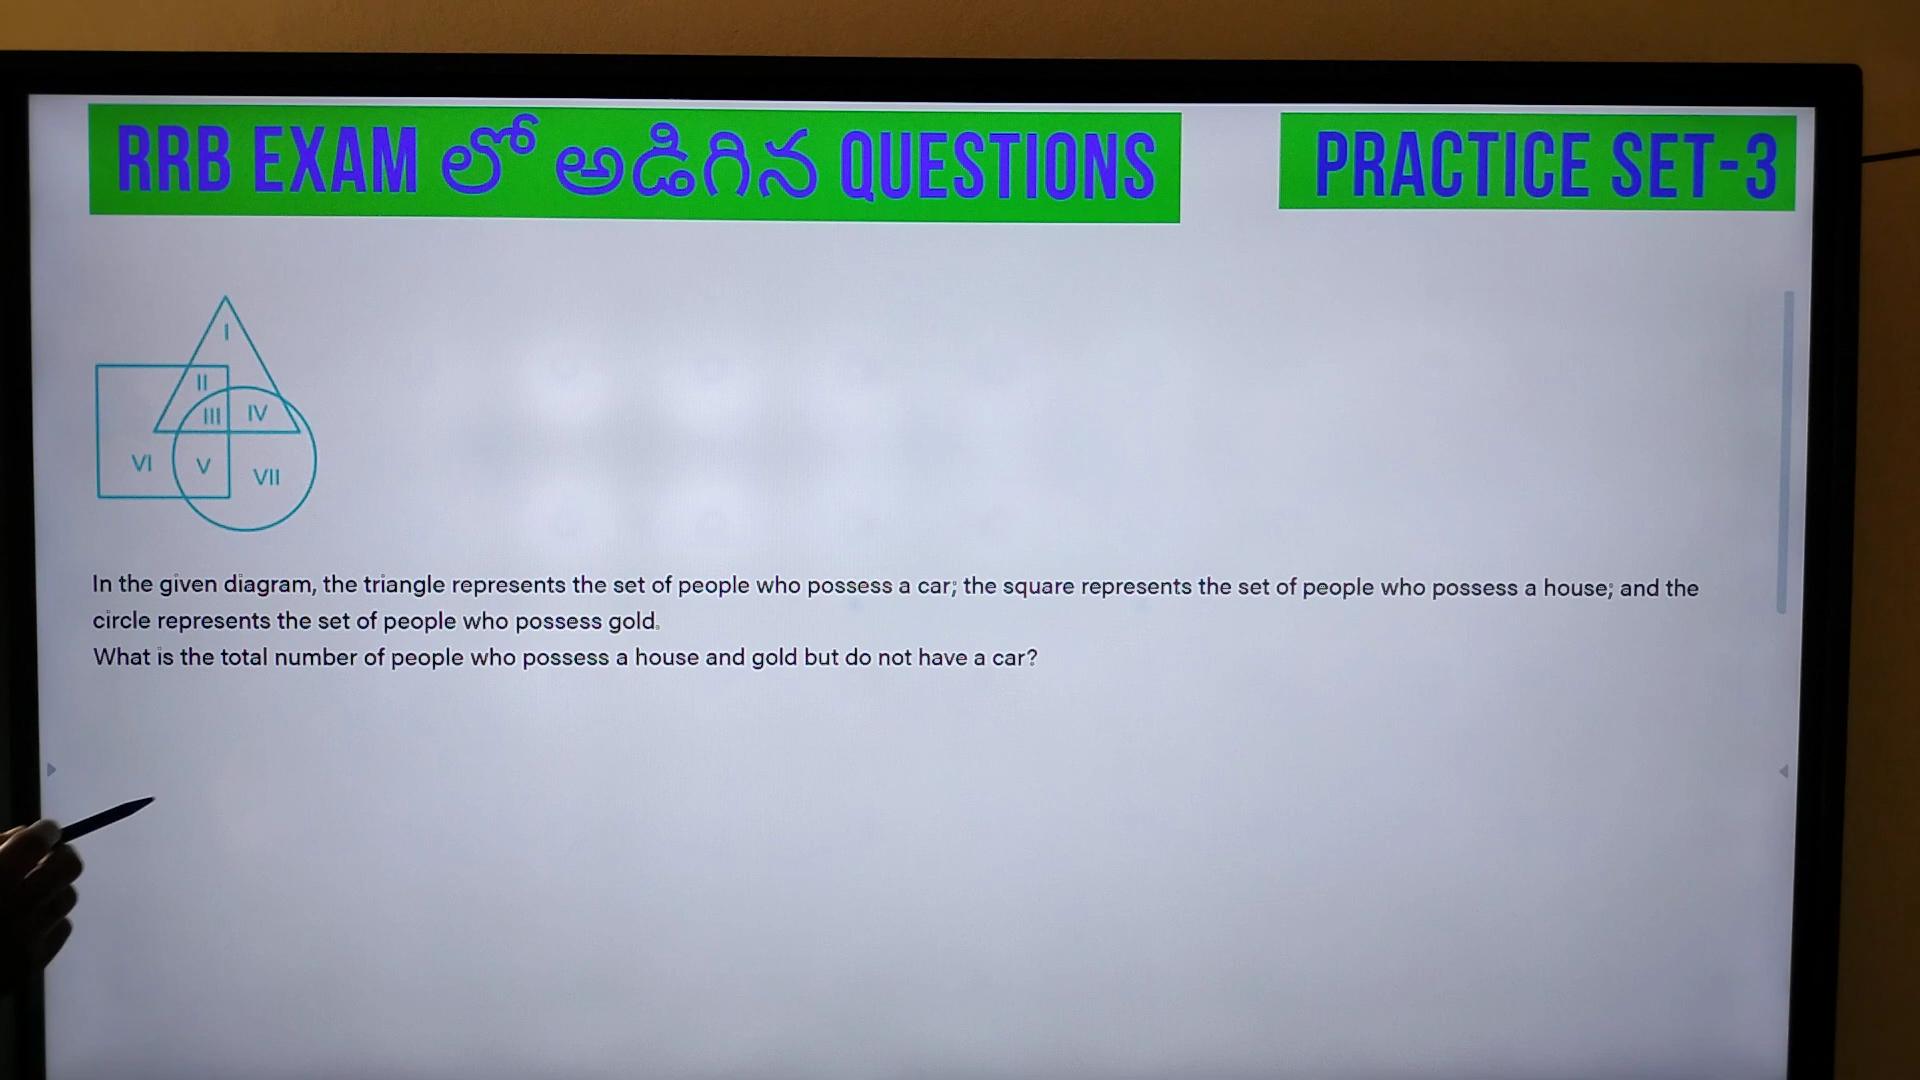 RRB EXAM లో అడిగిన QUESTIONS
PRACTICE SET-3
I
II
III IV
VI V VII
In the given diagram, the triangle represents the set of people who possess a car; the square represents the set of people who possess a house; and the
circle represents the set of people who possess gold.
What is the total number of people who possess a house and gold but do not have a car?